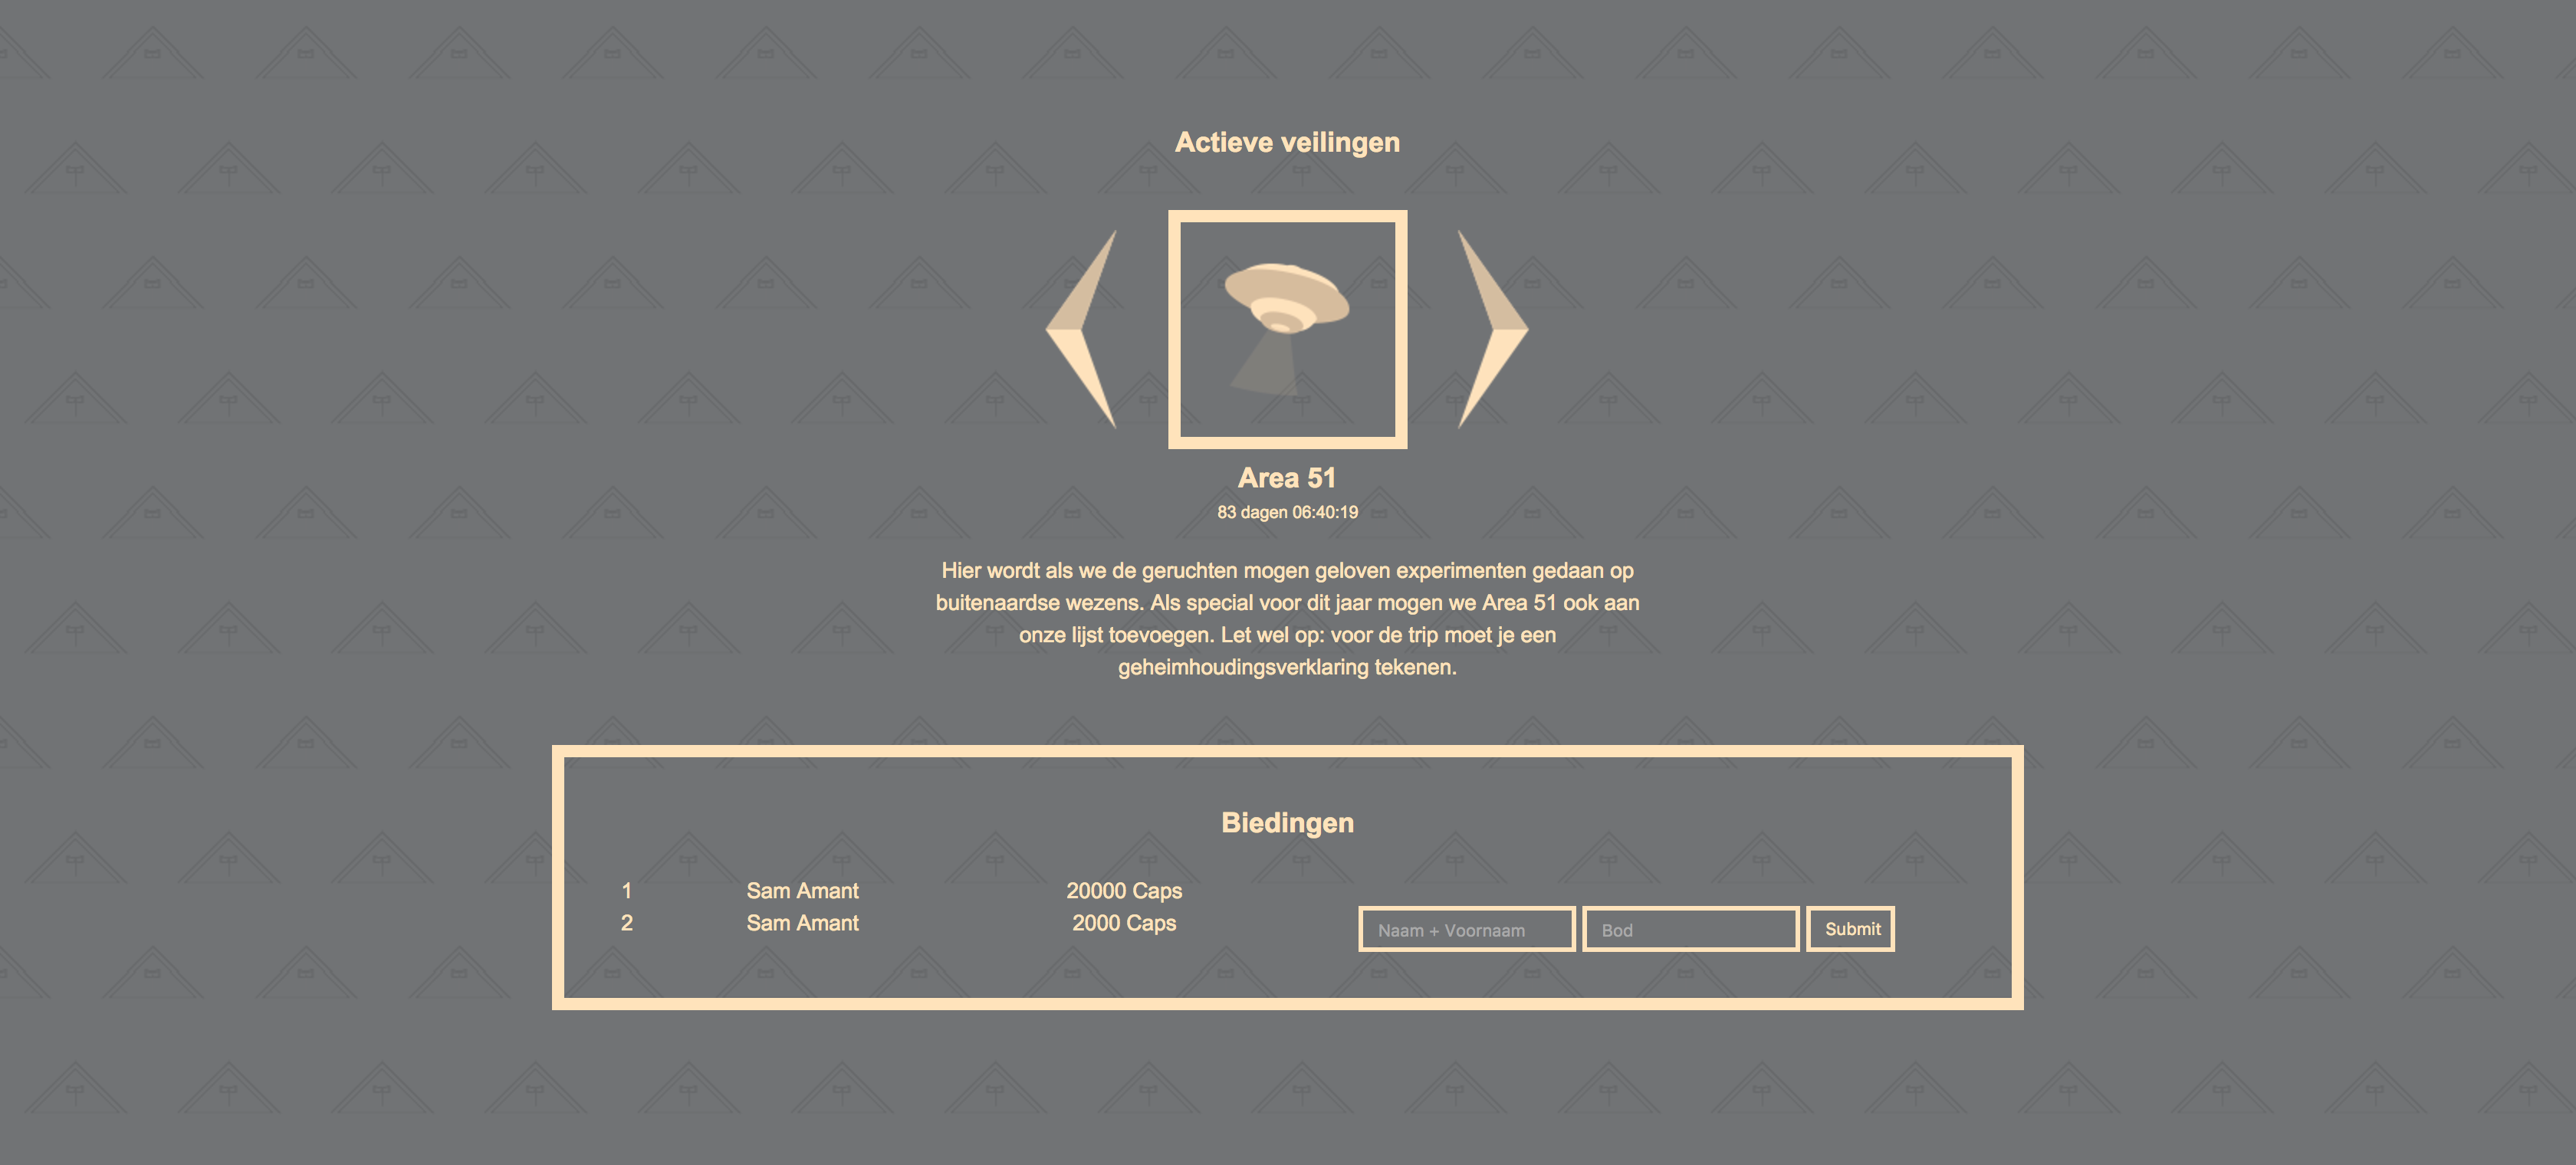 Actieve veilingen
Area 51
83 dagen 06:40:19
Hier wordt als we de geruchten mogen geloven experimenten gedaan op
buitenaardse wezens. Als special voor dit jaar mogen we Area 51 ook aan
onze lijst toevoegen. Let wel op: voor de trip moet je een
geheimhoudingsverklaring tekenen.
Biedingen
1 Sam Amant 20000 Caps
2 Sam Amant 2000 Caps
Naam + Voornaam Bod Submit